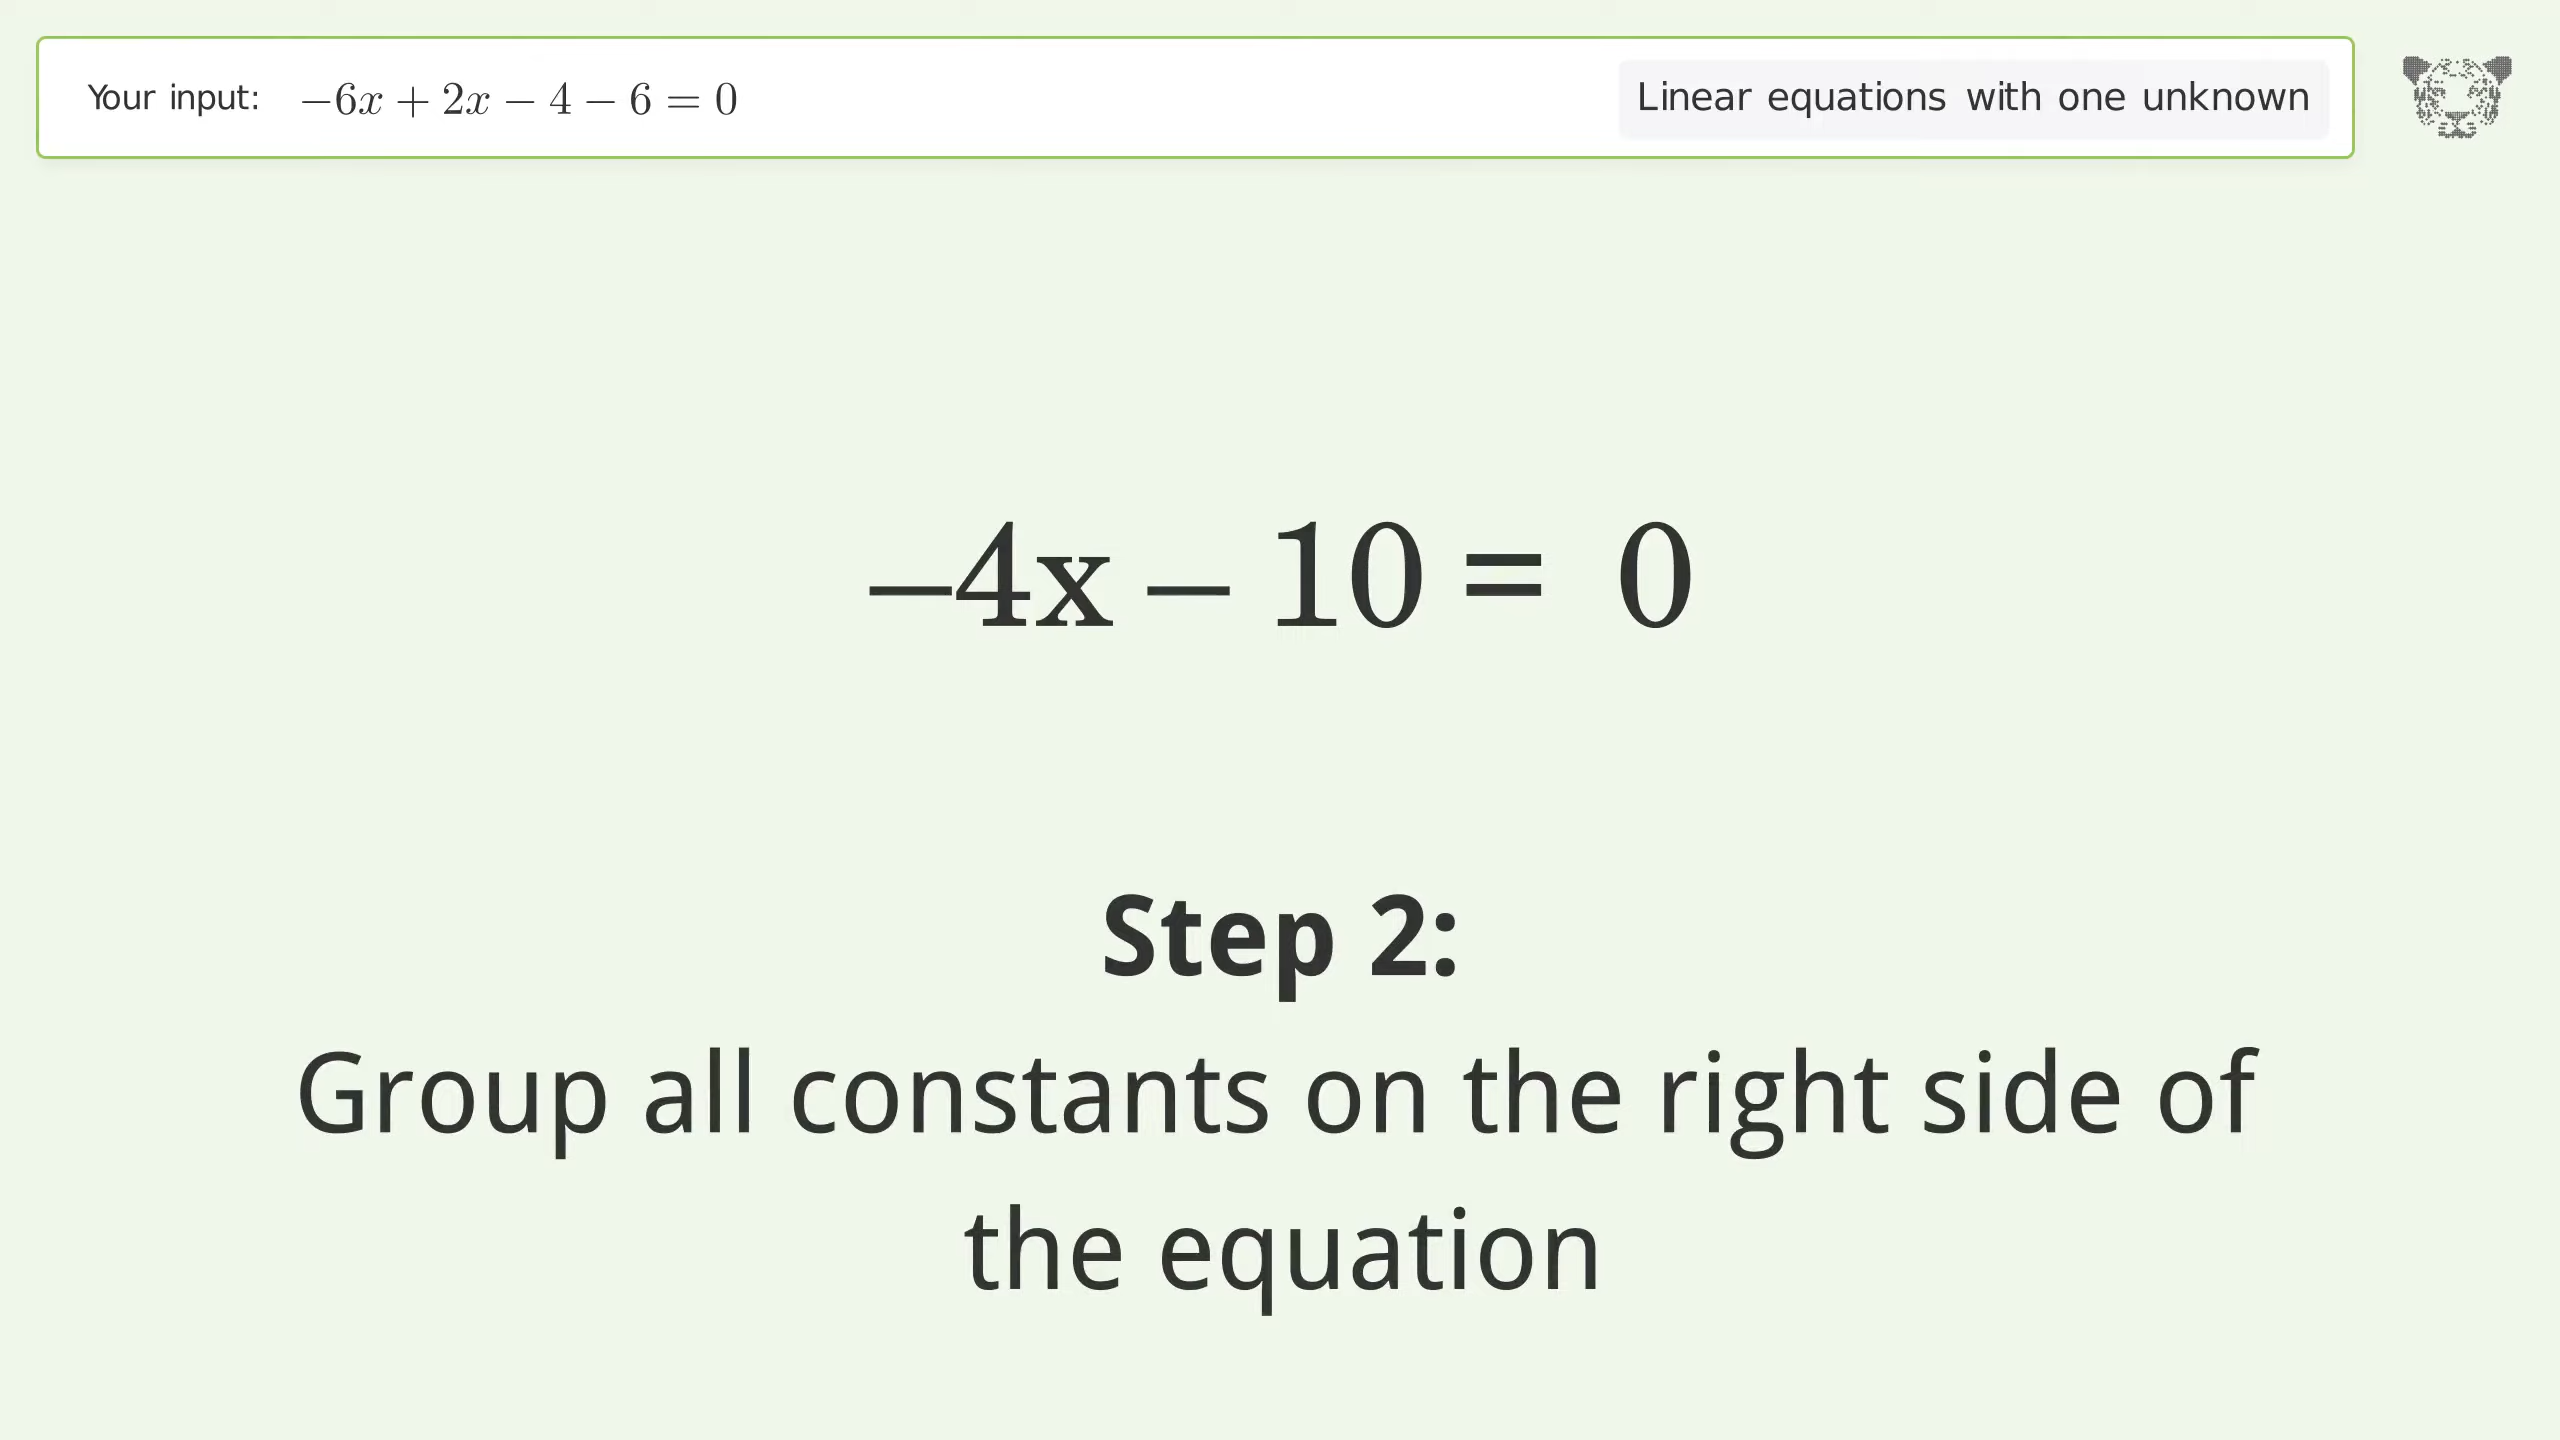 Your input: −6x + 2x − 4 − 6 = 0
Linear equations with one unknown
−4x − 10 = 0
Step 2:
Group all constants on the right side of
the equation